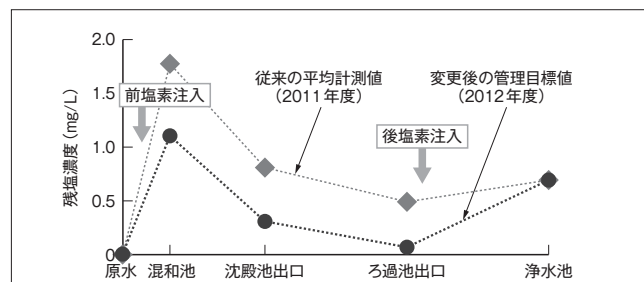 2.0
1.5
1.0
0.5
0
残塩濃度(mg/L)
前塩素注入
従来の平均計測値
(2011年度)
変更後の管理目標値
(2012年度)
後塩素注入
原水
混和池
沈殿池出口
ろ過池出口
浄水池